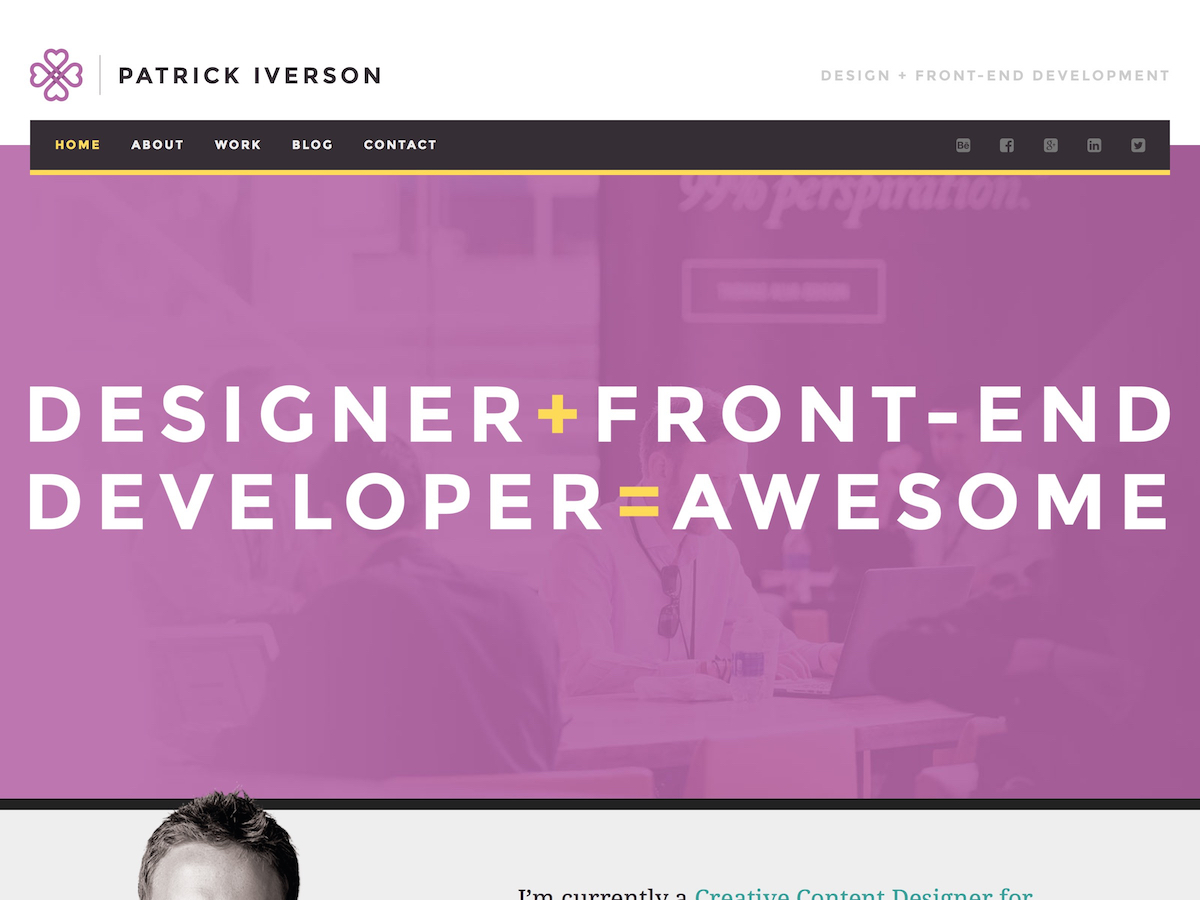 PATRICK IVERSON
DESIGN + FRONT-END DEVELOPMENT
HOME ABOUT WORK BLOG CONTACT
99% perspiration.
DESIGNER+FRONT-END
DEVELOPER=AWESOME
I'm currently a Creative Content Designer for